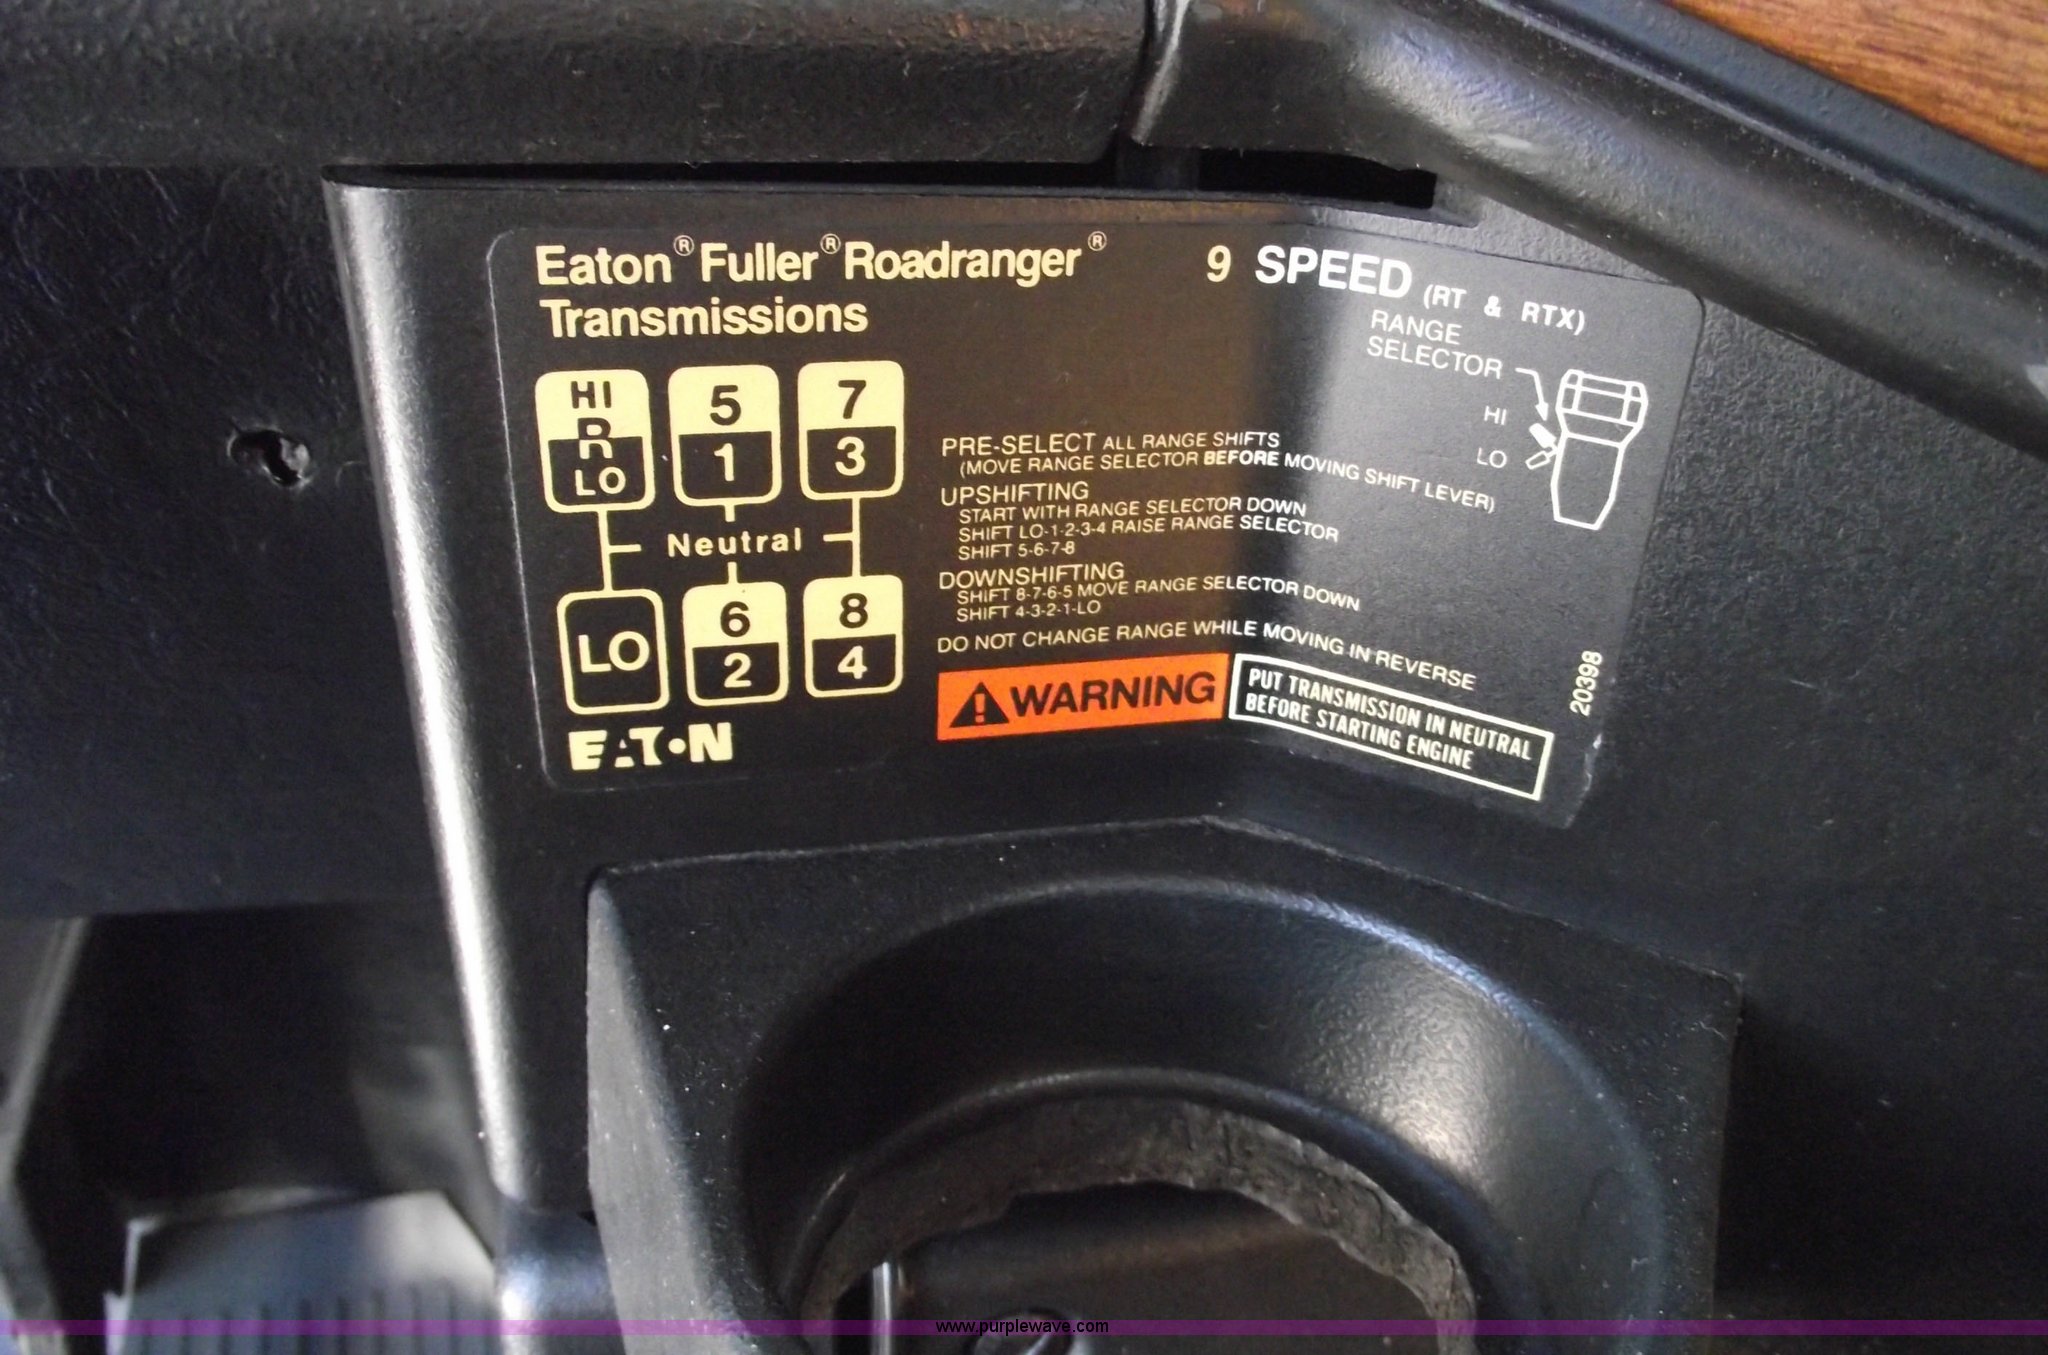 Eaton® Fuller® Roadranger®
Transmissions
9 SPEED (RT & RTX)
RANGE
SELECTOR
HI
LO
HI
R
LO
5
1
7
3
Neutral
LO
6
2
8
4
EATON
PRE-SELECT ALL RANGE SHIFTS
(MOVE RANGE SELECTOR BEFORE MOVING SHIFT LEVER)
UPSHIFTING
START WITH RANGE SELECTOR DOWN
SHIFT LO-1-2-3-4 RAISE RANGE SELECTOR
SHIFT 5-6-7-8
DOWNSHIFTING
SHIFT 8-7-6-5 MOVE RANGE SELECTOR DOWN
SHIFT 4-3-2-1-LO
DO NOT CHANGE RANGE WHILE MOVING IN REVERSE
WARNING
PUT TRANSMISSION IN NEUTRAL
BEFORE STARTING ENGINE
20398
www.purplewave.com